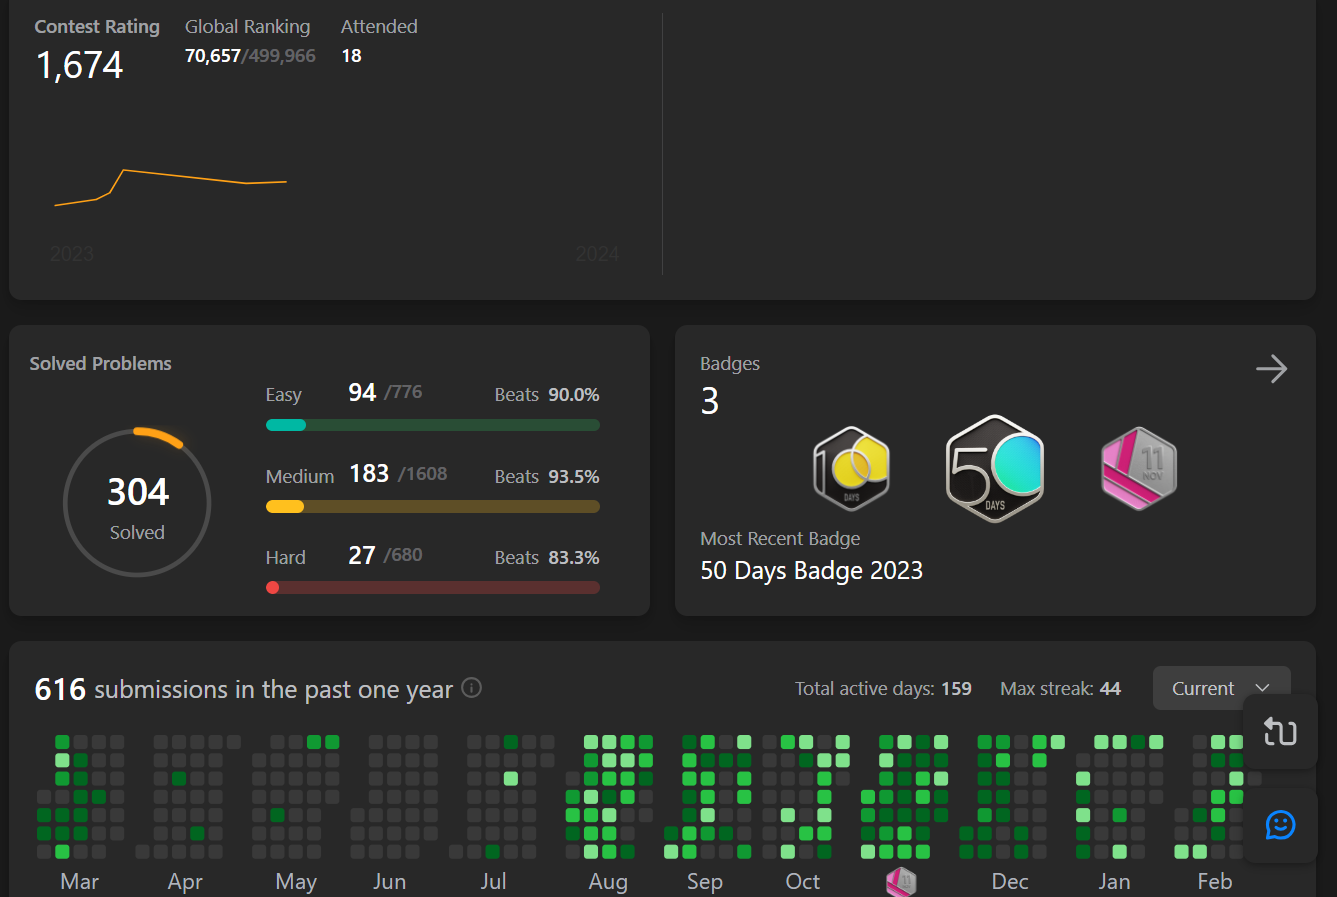 Contest Rating Global Ranking Attended
1,674 70,657/499,966 18
2023 2024
Solved Problems
304
Solved
Easy 94 /776 Beats 90.0%
Medium 183 /1608 Beats 93.5%
Hard 27 /680 Beats 83.3%
Badges
3
100 DAYS
50 DAYS
11 NOV
Most Recent Badge
50 Days Badge 2023
616 submissions in the past one year
Total active days: 159 Max streak: 44 Current
Mar Apr May Jun Jul Aug Sep Oct 11 Dec Jan Feb